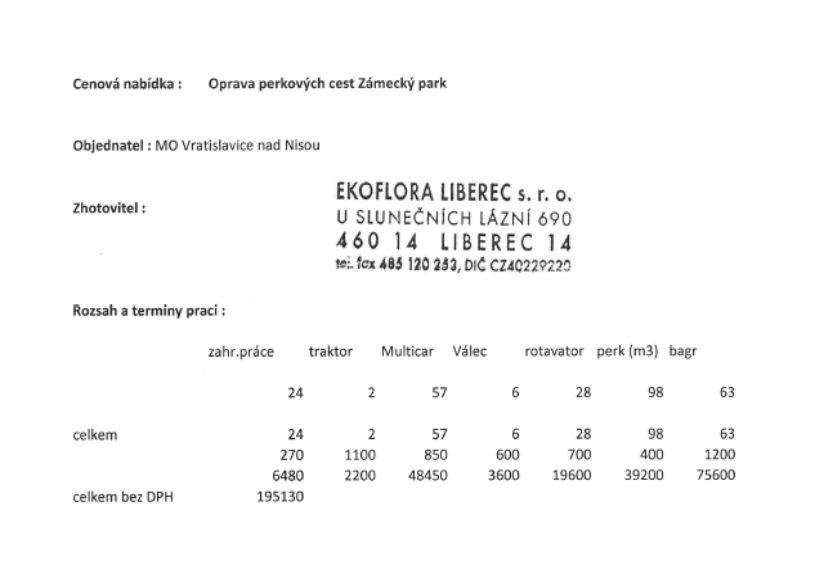 Cenová nabídka : Oprava perkových cest Zámecký park
Objednatel : MO Vratislavice nad Nisou
Zhotovitel :
EKOFLORA LIBEREC s. r. o.
U SLUNEČNÍCH LÁZNÍ 690
460 14 LIBEREC 14
tel. fax 485 120 253, DIČ CZ40229220
Rozsah a terminy praci :
zahr.práce traktor Multicar Válec rotavator perk (m3) bagr
24 2 57 6 28 98 63
celkem 24 2 57 6 28 98 63
270 1100 850 600 700 400 1200
6480 2200 48450 3600 19600 39200 75600
celkem bez DPH 195130